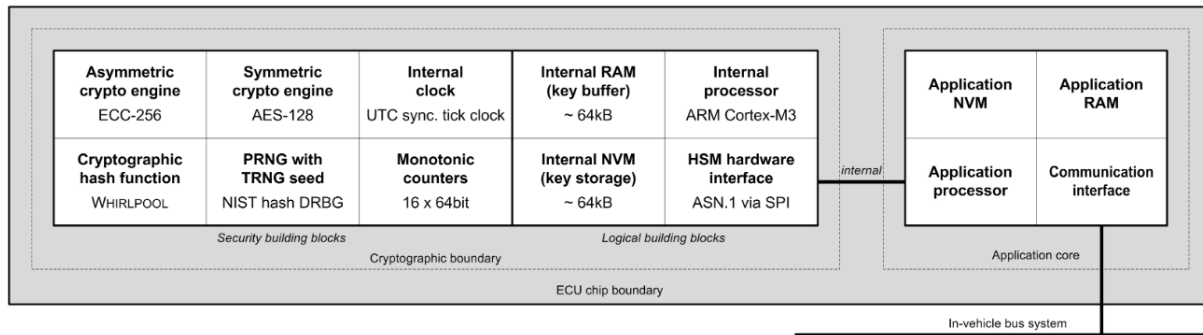 Asymmetric
crypto engine
ECC-256
Symmetric
crypto engine
AES-128
Internal
clock
UTC sync. tick clock
Internal RAM
(key buffer)
~ 64kB
Internal
processor
ARM Cortex-M3
Cryptographic
hash function
WHIRLPOOL
PRNG with
TRNG seed
NIST hash DRBG
Monotonic
counters
16 x 64bit
Internal NVM
(key storage)
~ 64kB
HSM hardware
interface
ASN.1 via SPI
Security building blocks
Logical building blocks
Cryptographic boundary
internal
Application
NVM
Application
RAM
Application
processor
Communication
interface
Application core
ECU chip boundary
In-vehicle bus system